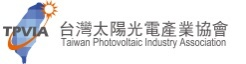 TPVIA
台灣太陽光電產業協會
Taiwan Photovoltaic Industry Association